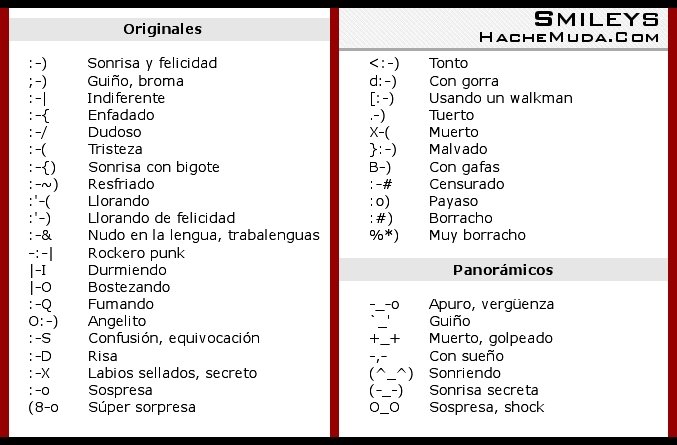 Originales
:-) Sonrisa y felicidad
;-) Guiño, broma
:-| Indiferente
:-{ Enfadado
:-/ Dudoso
:-( Tristeza
:-{) Sonrisa con bigote
:-~) Resfriado
:'-( Llorando
:'-) Llorando de felicidad
:-& Nudo en la lengua, trabalenguas
-:-| Rockero punk
|-I Durmiendo
|-O Bostezando
:-Q Fumando
O:-) Angelito
:-S Confusión, equivocación
:-D Risa
:-X Labios sellados, secreto
:-o Sospresa
(8-o Súper sorpresa
SMILEYS
HACHEMUDA.COM
<:-) Tonto
d:-) Con gorra
[:-) Usando un walkman
.-) Tuerto
X-( Muerto
}:-) Malvado
B-) Con gafas
:-# Censurado
:o) Payaso
:#) Borracho
%*) Muy borracho
Panorámicos
-_-o Apuro, vergüenza
`_' Guiño
+_+ Muerto, golpeado
-,- Con sueño
(^_^) Sonriendo
(-_-) Sonrisa secreta
O_O Sospresa, shock